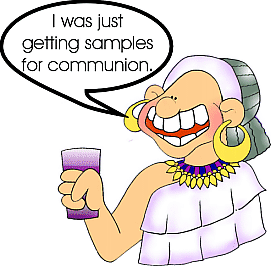 I was just
getting samples
for communion.